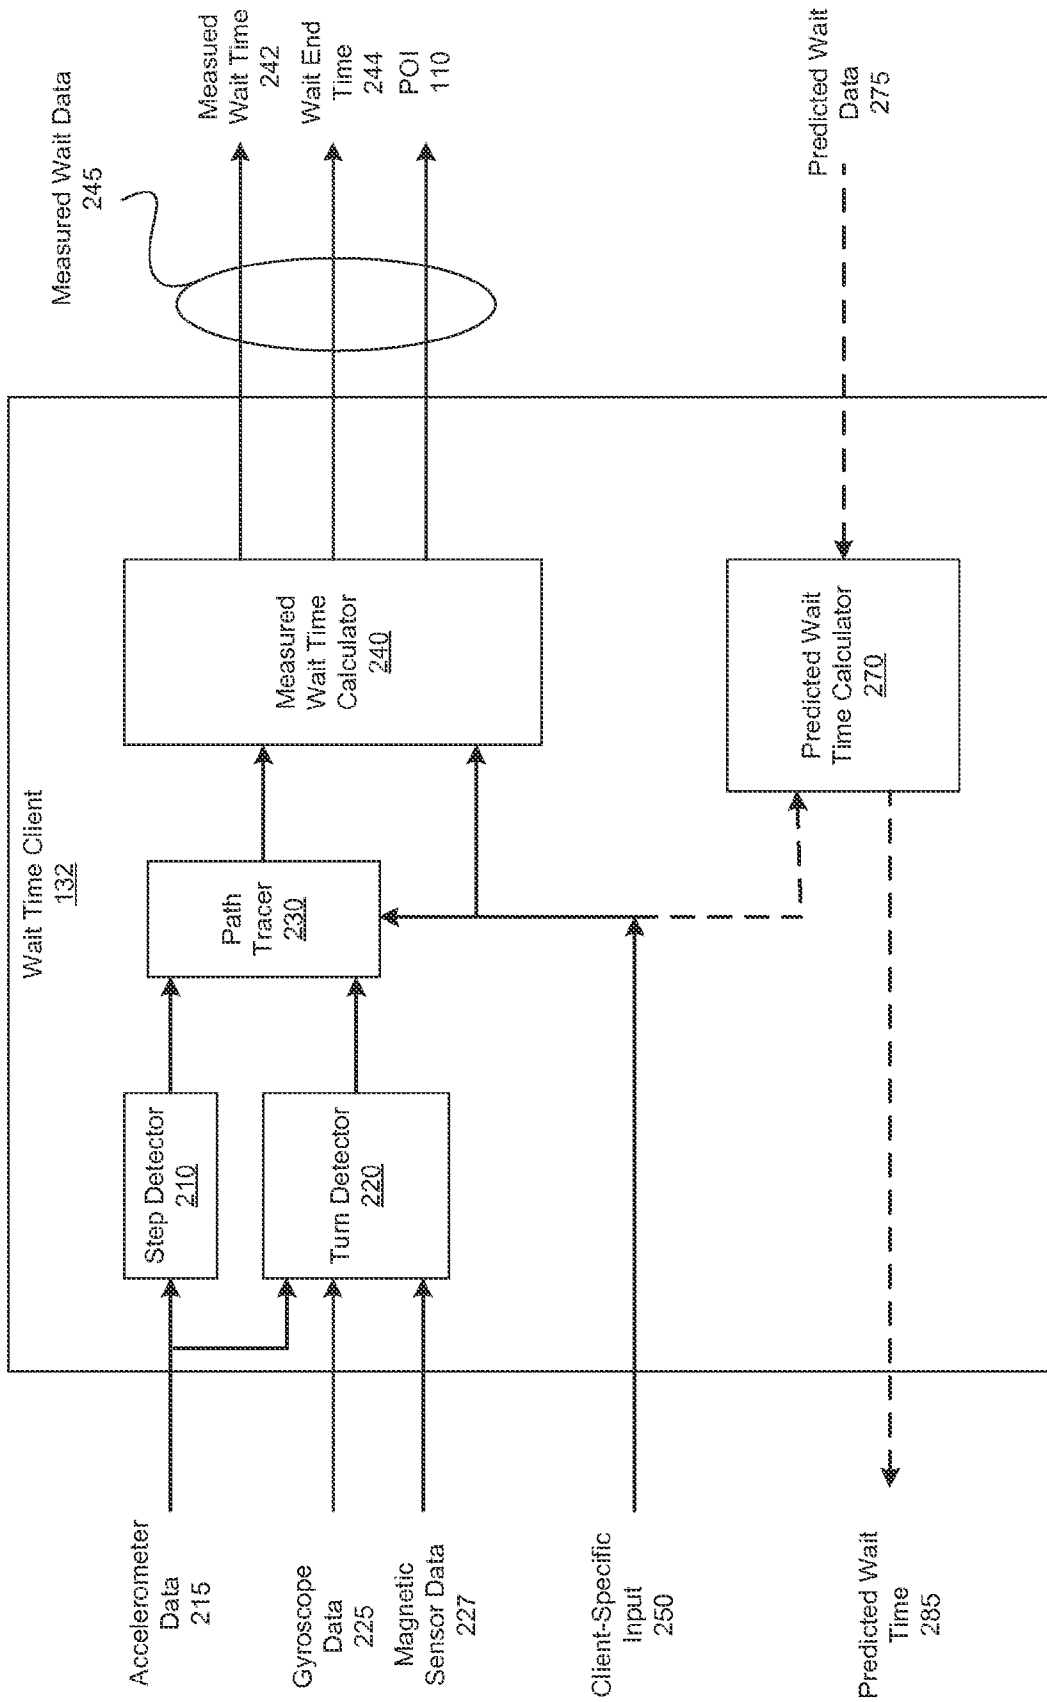 Wait Time Client
132
Accelerometer
Data
215
Gyroscope
Data
225
Magnetic
Sensor Data
227
Client-Specific
Input
250
Predicted Wait
Time
285
Step Detector
210
Turn Detector
220
Path
Tracer
230
Measured
Wait Time
Calculator
240
Predicted Wait
Time Calculator
270
Measured Wait Data
245
Measued
Wait Time
242
Wait End
Time
244
POI
110
Predicted Wait
Data
275